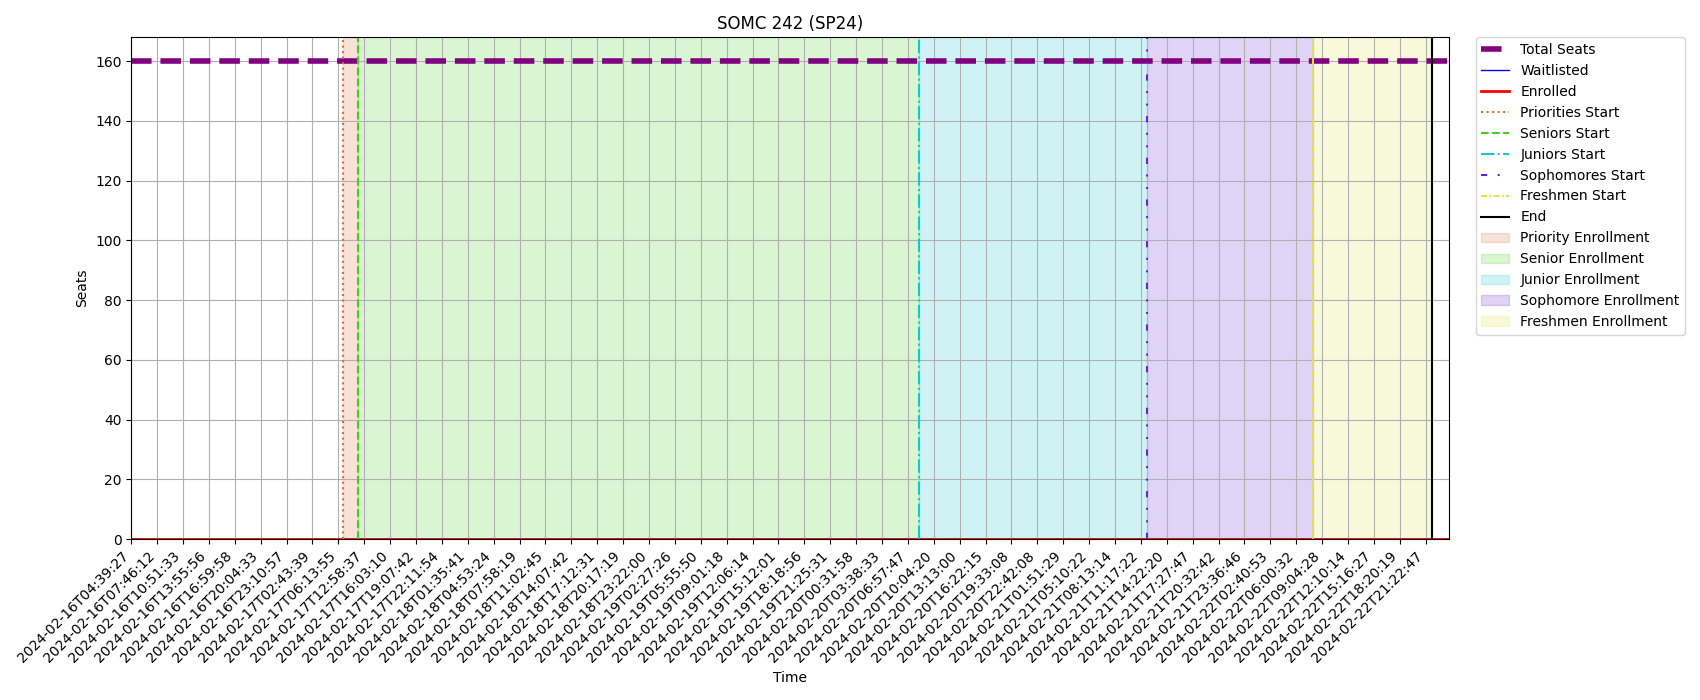 SOMC 242 (SP24)
Seats
160
140
120
100
80
60
40
20
0
2024-02-16T04:39:27
2024-02-16T07:46:12
2024-02-16T10:51:33
2024-02-16T13:55:56
2024-02-16T16:59:58
2024-02-16T20:04:33
2024-02-16T23:10:57
2024-02-17T02:43:39
2024-02-17T06:13:55
2024-02-17T12:58:37
2024-02-17T16:03:10
2024-02-17T19:07:42
2024-02-17T22:11:54
2024-02-18T01:35:41
2024-02-18T04:53:24
2024-02-18T07:58:19
2024-02-18T11:02:45
2024-02-18T14:07:42
2024-02-18T17:12:31
2024-02-18T20:17:19
2024-02-18T23:22:00
2024-02-19T02:27:26
2024-02-19T05:55:50
2024-02-19T09:01:18
2024-02-19T12:06:14
2024-02-19T15:12:01
2024-02-19T18:18:56
2024-02-19T21:25:31
2024-02-20T00:31:58
2024-02-20T03:38:33
2024-02-20T06:57:47
2024-02-20T10:04:20
2024-02-20T13:13:00
2024-02-20T16:22:15
2024-02-20T19:33:08
2024-02-20T22:42:08
2024-02-21T01:51:29
2024-02-21T05:10:22
2024-02-21T08:13:14
2024-02-21T11:17:22
2024-02-21T14:22:20
2024-02-21T17:27:47
2024-02-21T20:32:42
2024-02-21T23:36:46
2024-02-22T02:40:53
2024-02-22T06:00:32
2024-02-22T09:04:28
2024-02-22T12:10:14
2024-02-22T15:16:27
2024-02-22T18:20:19
2024-02-22T21:22:47
Time
Total Seats
Waitlisted
Enrolled
Priorities Start
Seniors Start
Juniors Start
Sophomores Start
Freshmen Start
End
Priority Enrollment
Senior Enrollment
Junior Enrollment
Sophomore Enrollment
Freshmen Enrollment